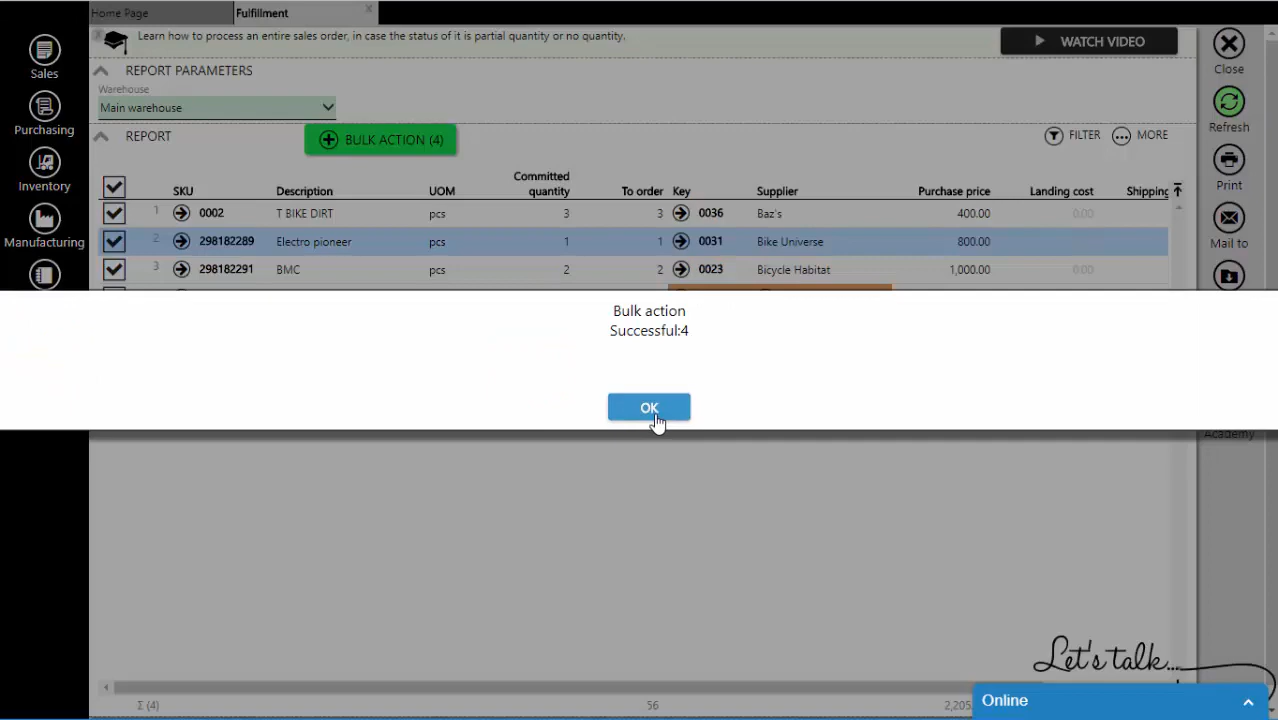 Home Page
Fulfillment
Learn how to process an entire sales order, in case the status of it is partial quantity or no quantity.
WATCH VIDEO
Close
Sales
REPORT PARAMETERS
Warehouse
Main warehouse
Refresh
Purchasing
REPORT
BULK ACTION (4)
FILTER
MORE
Print
Inventory
SKU Description UOM Committed quantity To order Key Supplier Purchase price Landing cost Shipping
1 0002 T BIKE DIRT pcs 3 3 0036 Baz's 400.00 0.00
Manufacturing
Mail to
2 298182289 Electro pioneer pcs 1 1 0031 Bike Universe 800.00
3 298182291 BMC pcs 2 2 0023 Bicycle Habitat 1,000.00 0.00
Bulk action
Successful:4
OK
Academy
Let's talk...
Online
Σ (4) 56